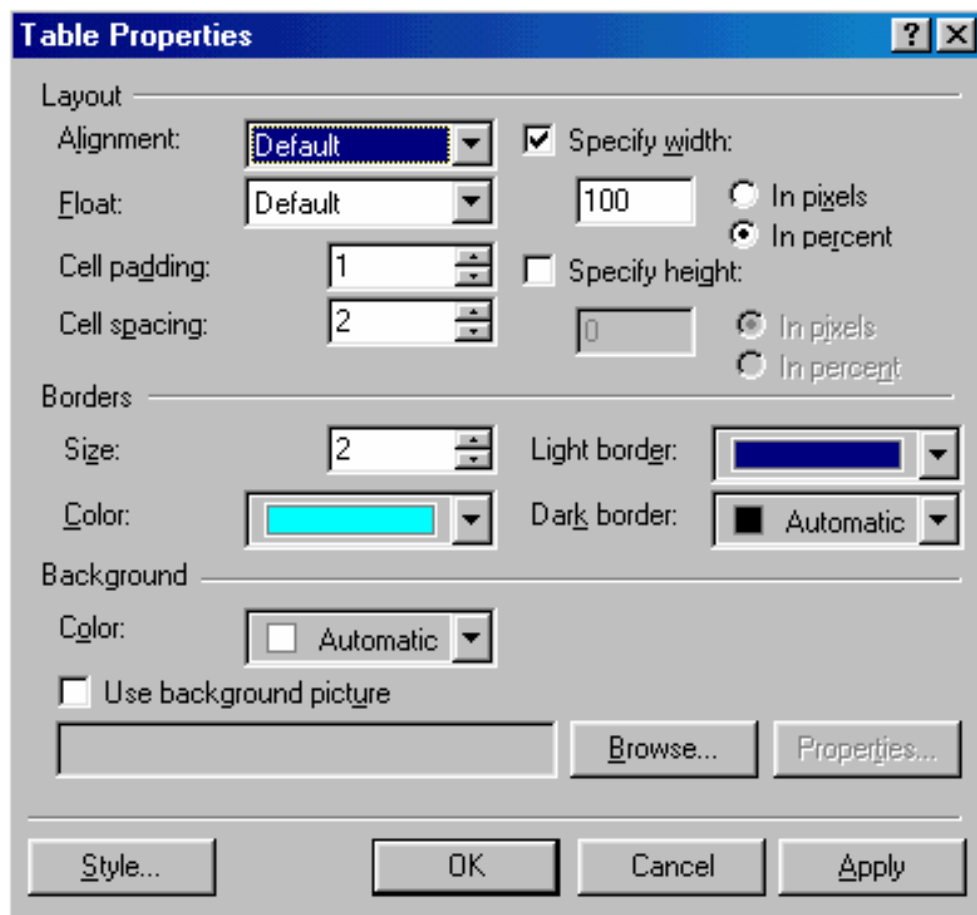 Table Properties
Layout
Alignment: Default
Specify width:
Float: Default
100
In pixels
In percent
Cell padding: 1
Specify height:
Cell spacing: 2
0
In pixels
In percent
Borders
Size: 2
Light border:
Color:
Dark border: Automatic
Background
Color: Automatic
Use background picture
Browse... Properties...
Style... OK Cancel Apply